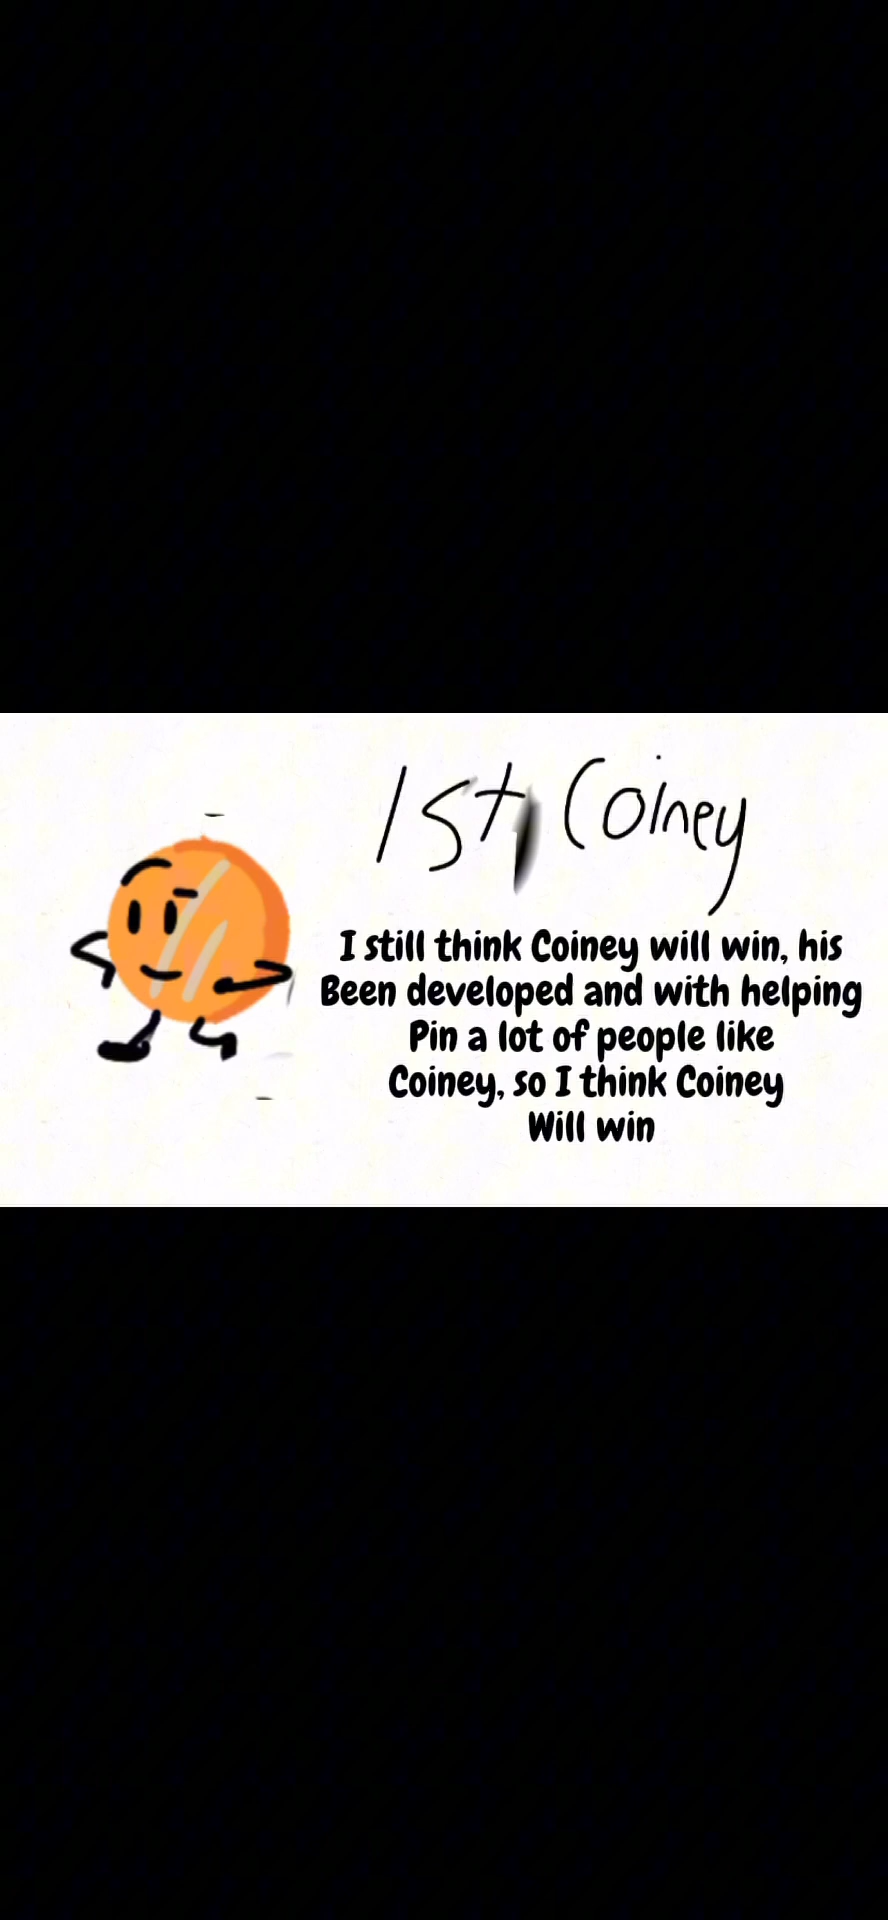 1st, Coiney
I still think Coiney will win, his
Been developed and with helping
Pin a lot of people like
Coiney, so I think Coiney
Will win